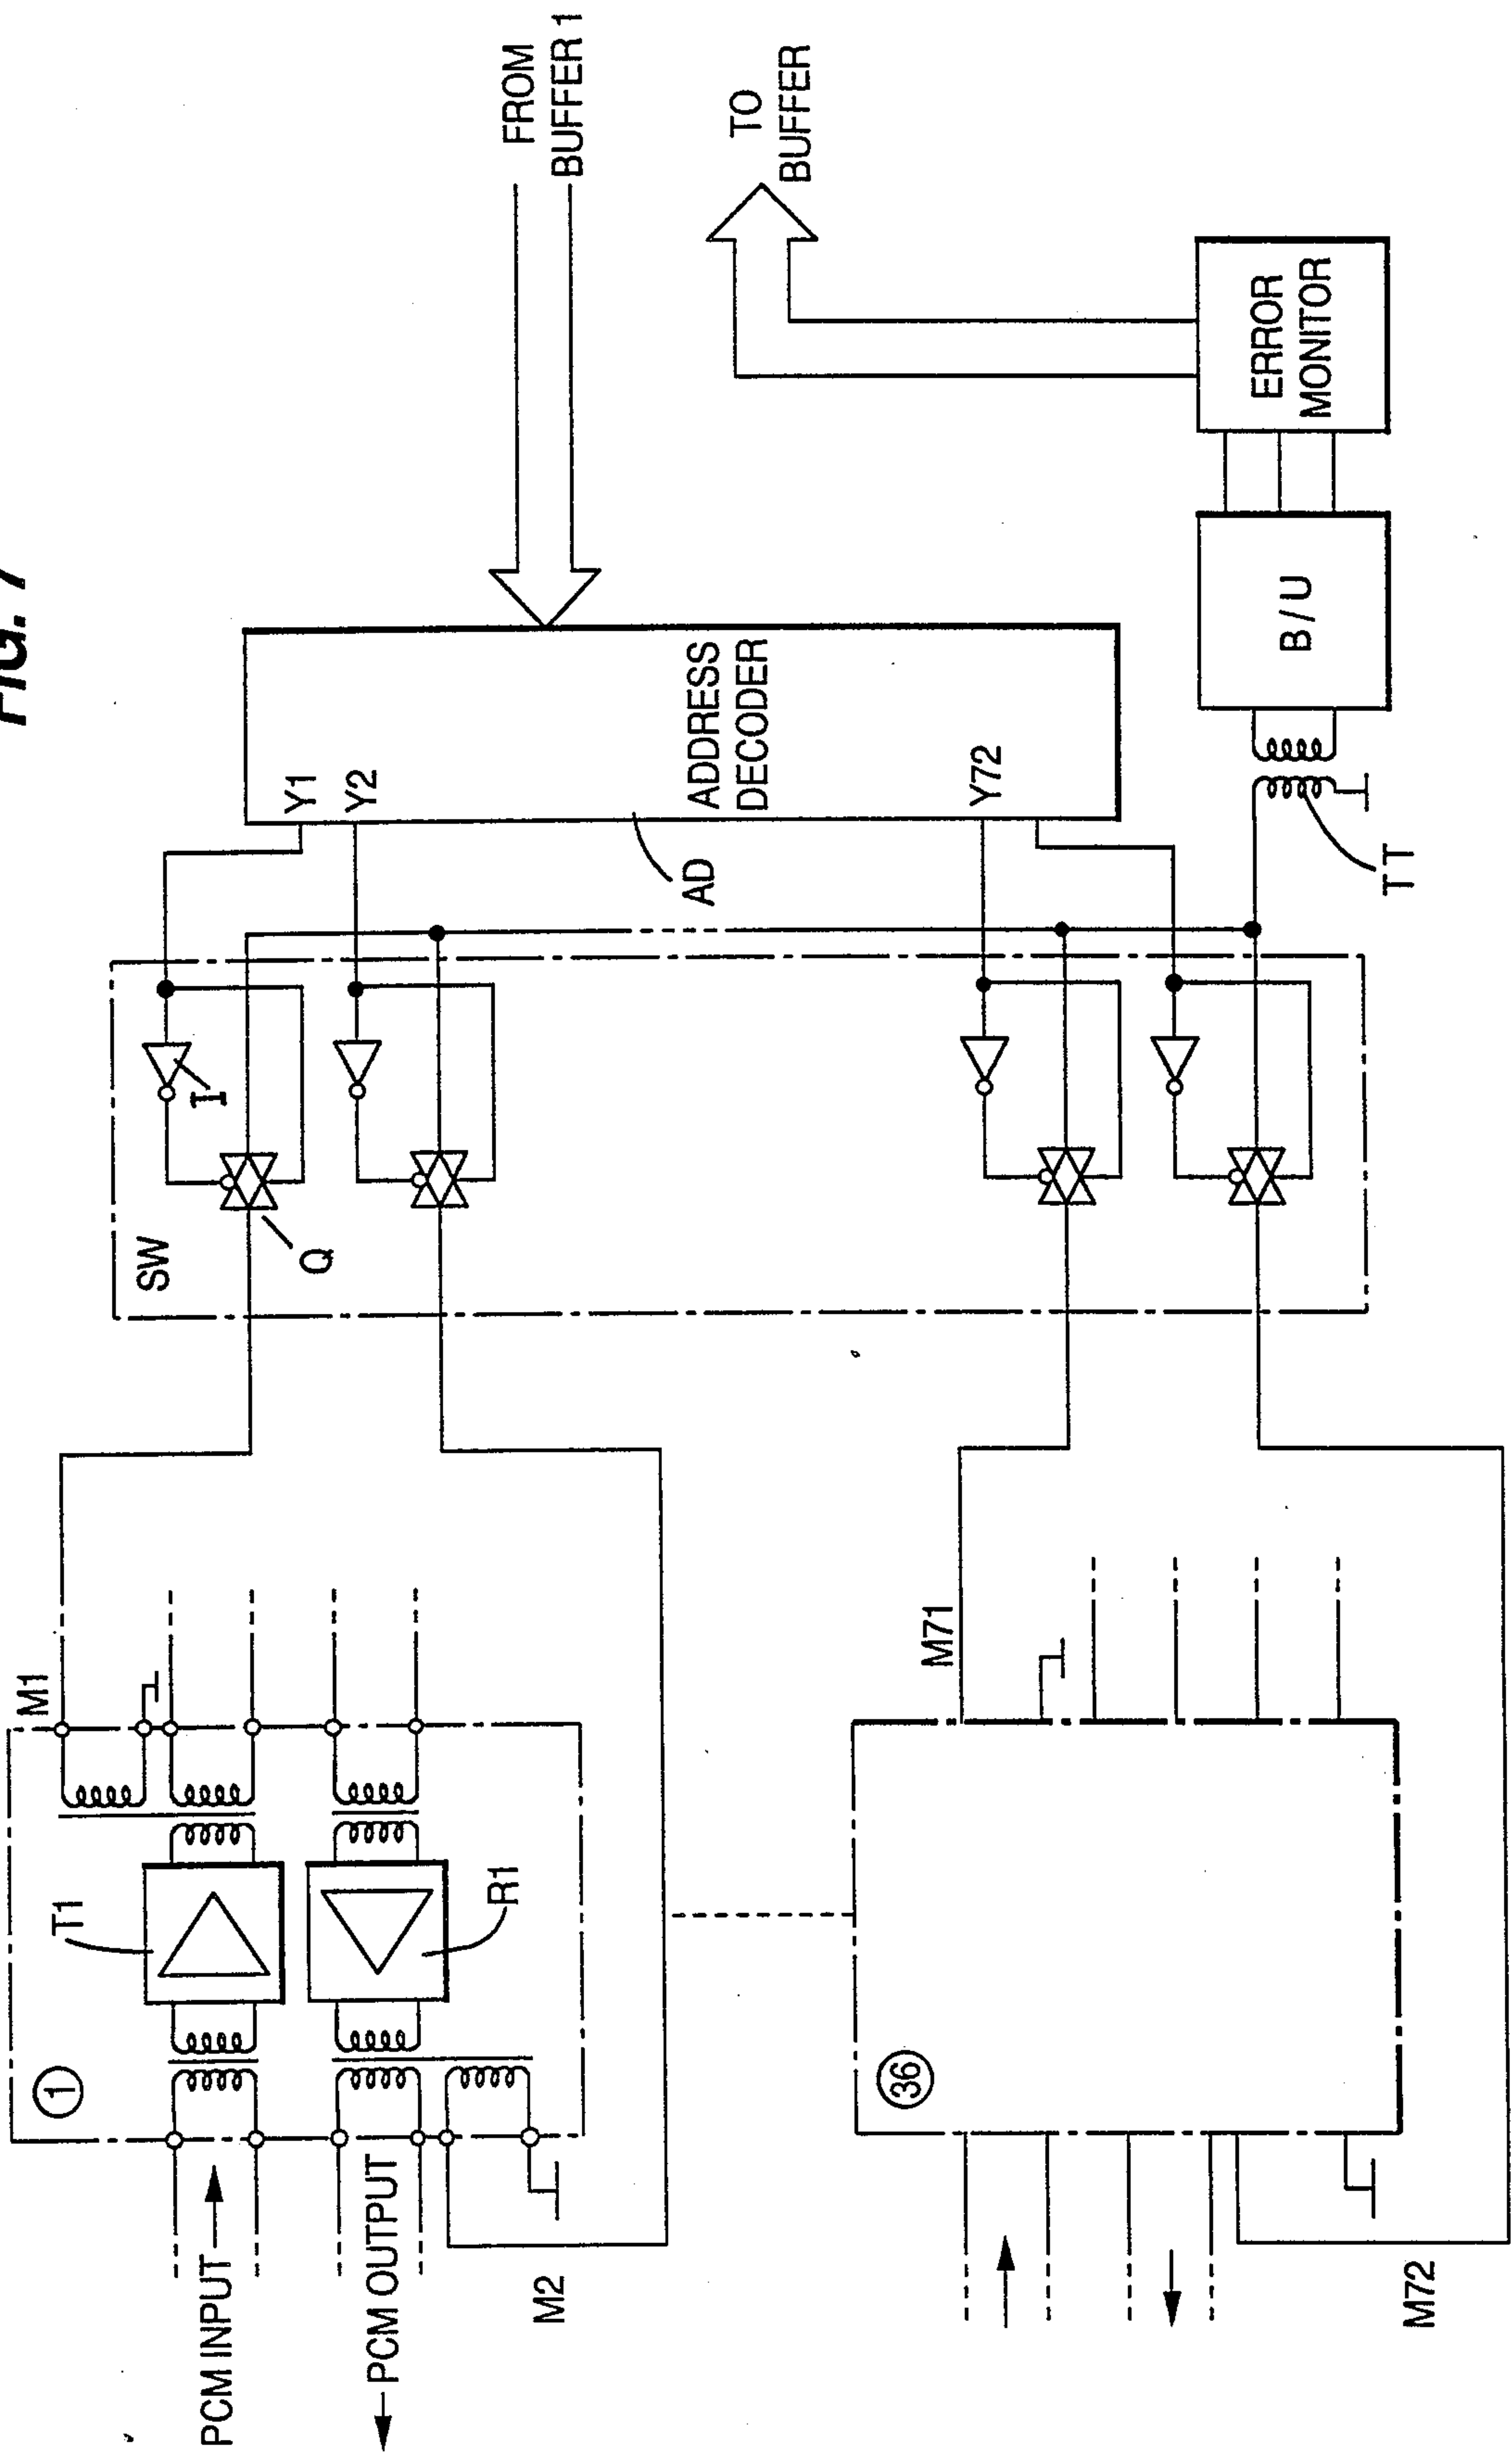 FIG. 7
FROM
BUFFER 1
TO
BUFFER
ADDRESS
DECODER
Y1
Y2
Y72
AD
ERROR
MONITOR
B/U
TT
SW
I
Q
M1
T1
R1
1
PCM INPUT
PCM OUTPUT
M2
M71
36
M72